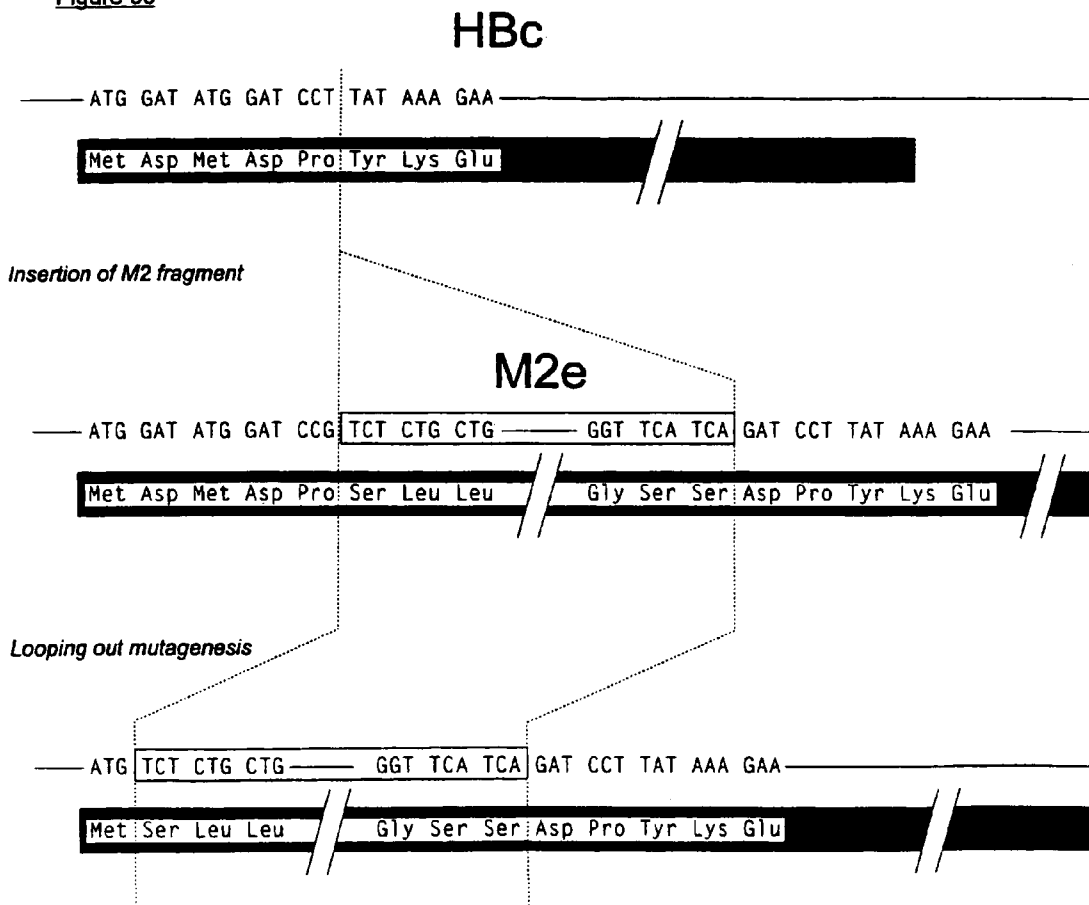 HBc
ATG GAT ATG GAT CCT TAT AAA GAA
Met Asp Met Asp Pro Tyr Lys Glu
Insertion of M2 fragment
M2e
ATG GAT ATG GAT CCG TCT CTG CTG GGT TCA TCA GAT CCT TAT AAA GAA
Met Asp Met Asp Pro Ser Leu Leu Gly Ser Ser Asp Pro Tyr Lys Glu
Looping out mutagenesis
ATG TCT CTG CTG GGT TCA TCA GAT CCT TAT AAA GAA
Met Ser Leu Leu Gly Ser Ser Asp Pro Tyr Lys Glu